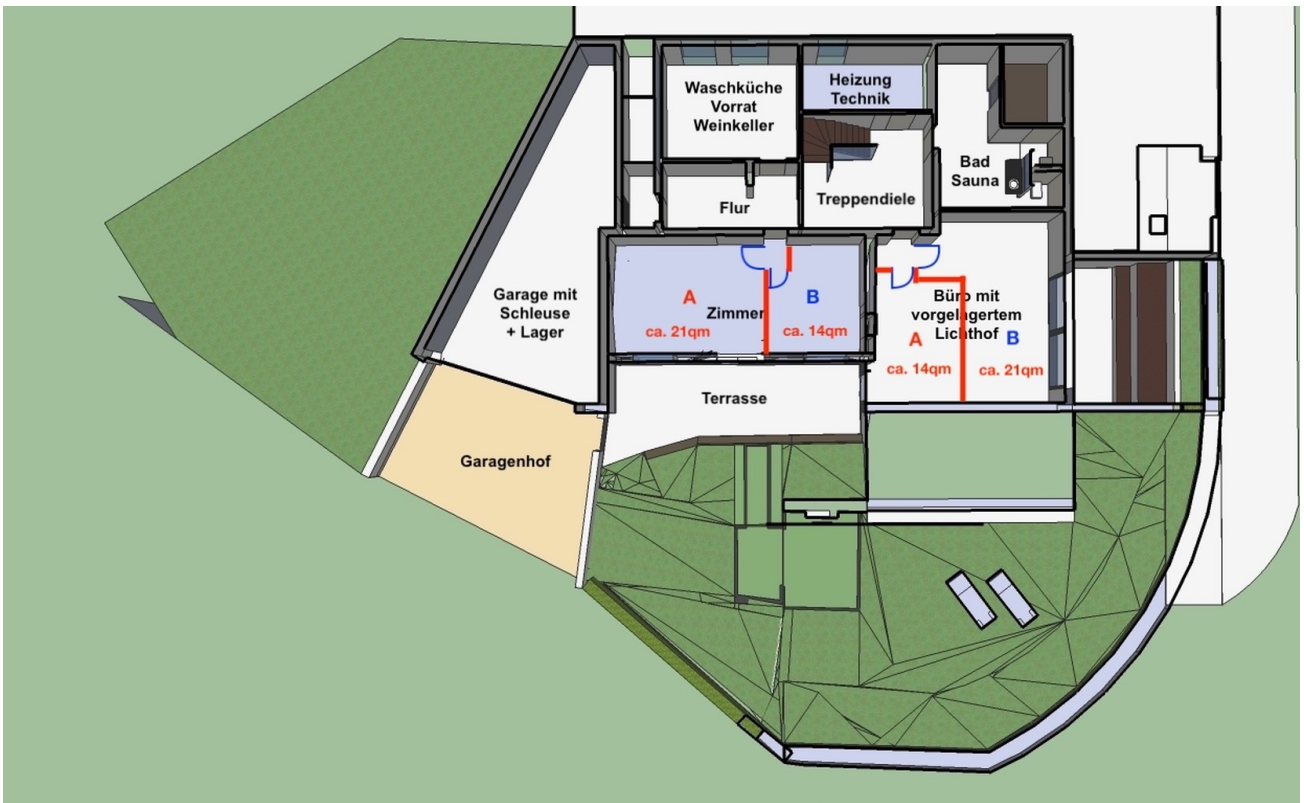 Waschküche
Vorrat
Weinkeller
Heizung
Technik
Bad
Sauna
Treppendiele
Flur
Garage mit
Schleuse
+ Lager
A
Zimmer
ca. 21qm
B
ca. 14qm
Büro mit
vorgelagertem
Lichthof
A
ca. 14qm
B
ca. 21qm
Terrasse
Garagenhof